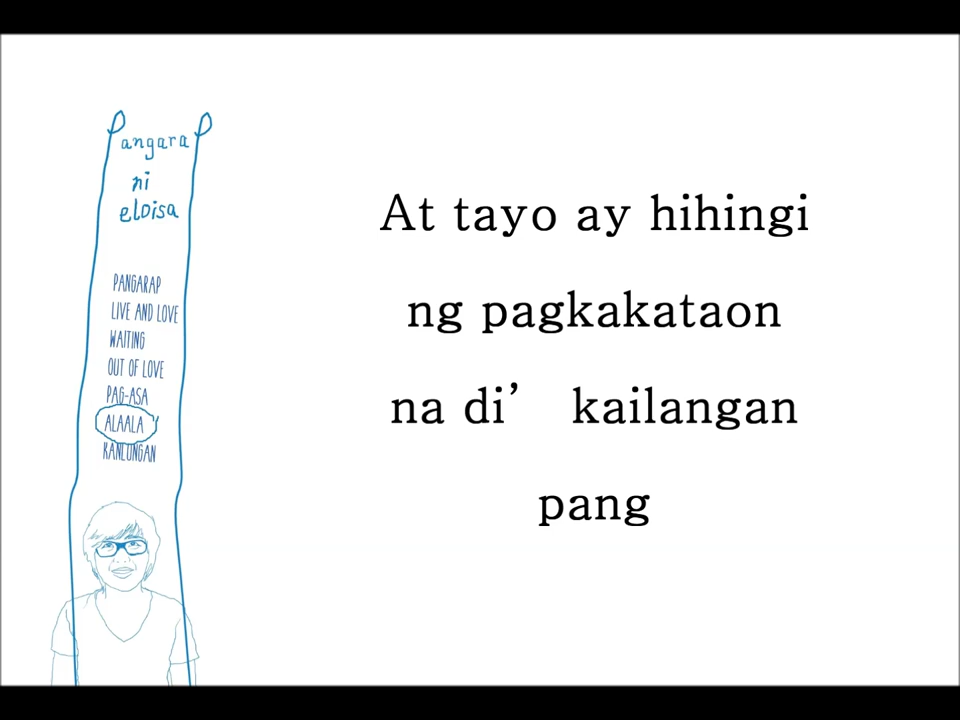 PangaraP
ni
eloisa
PANGARAP
LIVE AND LOVE
WAITING
OUT OF LOVE
PAG-ASA
ALAALA
KANLUNGAN
At tayo ay hihingi
ng pagkakataon
na di’ kailangan
pang